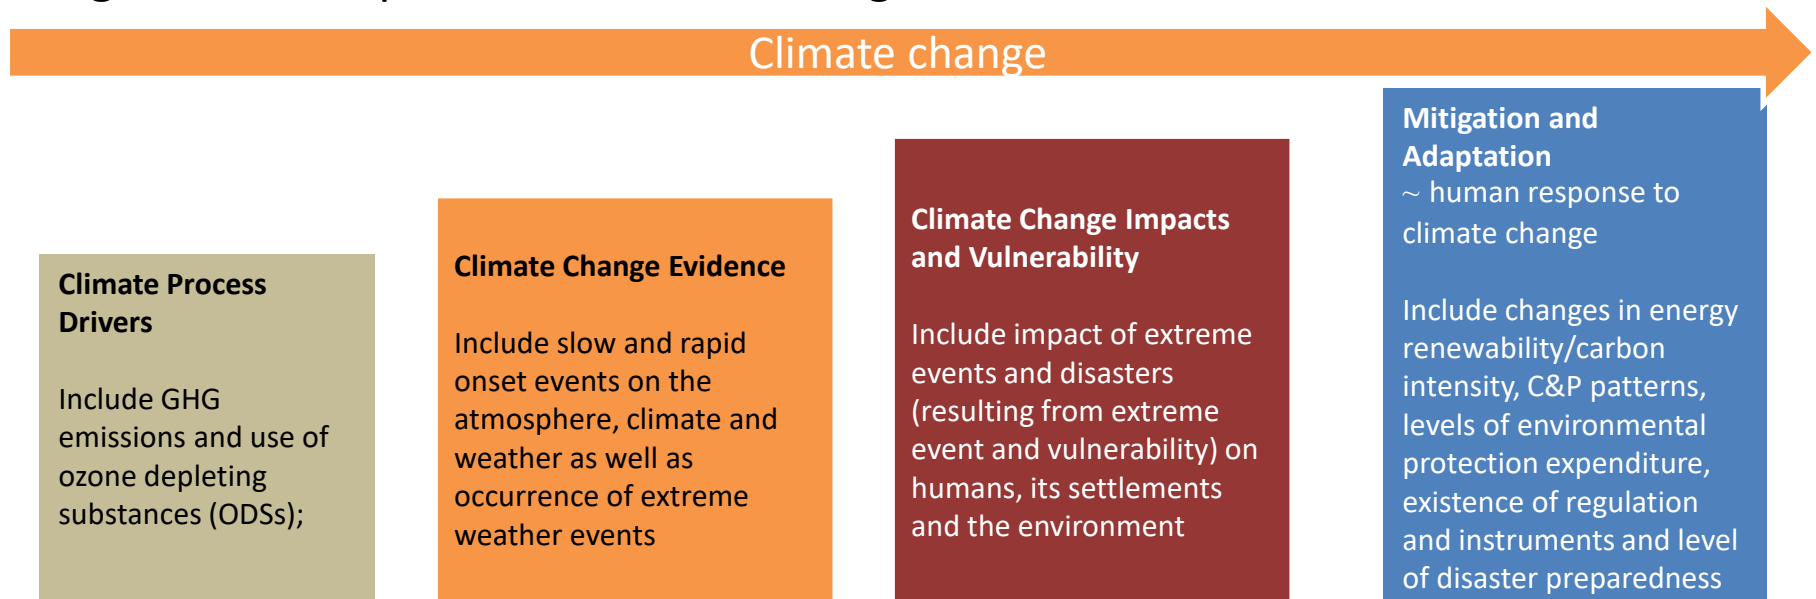 Climate change
Climate Process
Drivers
Include GHG
emissions and use of
ozone depleting
substances (ODSs);
Climate Change Evidence
Include slow and rapid
onset events on the
atmosphere, climate and
weather as well as
occurrence of extreme
weather events
Climate Change Impacts
and Vulnerability
Include impact of extreme
events and disasters
(resulting from extreme
event and vulnerability) on
humans, its settlements
and the environment
Mitigation and
Adaptation
~ human response to
climate change
Include changes in energy
renewability/carbon
intensity, C&P patterns,
levels of environmental
protection expenditure,
existence of regulation
and instruments and level
of disaster preparedness